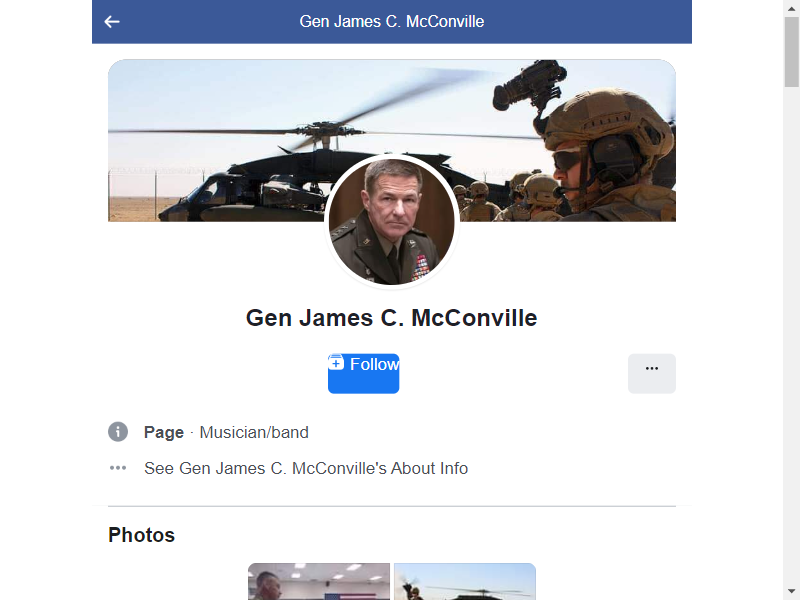 Gen James C. McConville
Gen James C. McConville
Follow
Page · Musician/band
See Gen James C. McConville's About Info
Photos